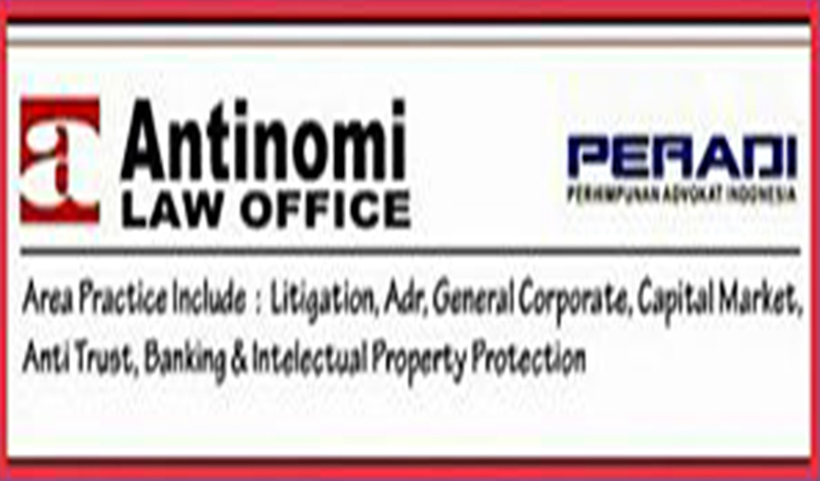 a Antinomi
LAW OFFICE
PERADI
PERHIMPUNAN ADVOKAT INDONESIA
Area Practice Include : Litigation, Adr, General Corporate, Capital Market,
Anti Trust, Banking & Intelectual Property Protection